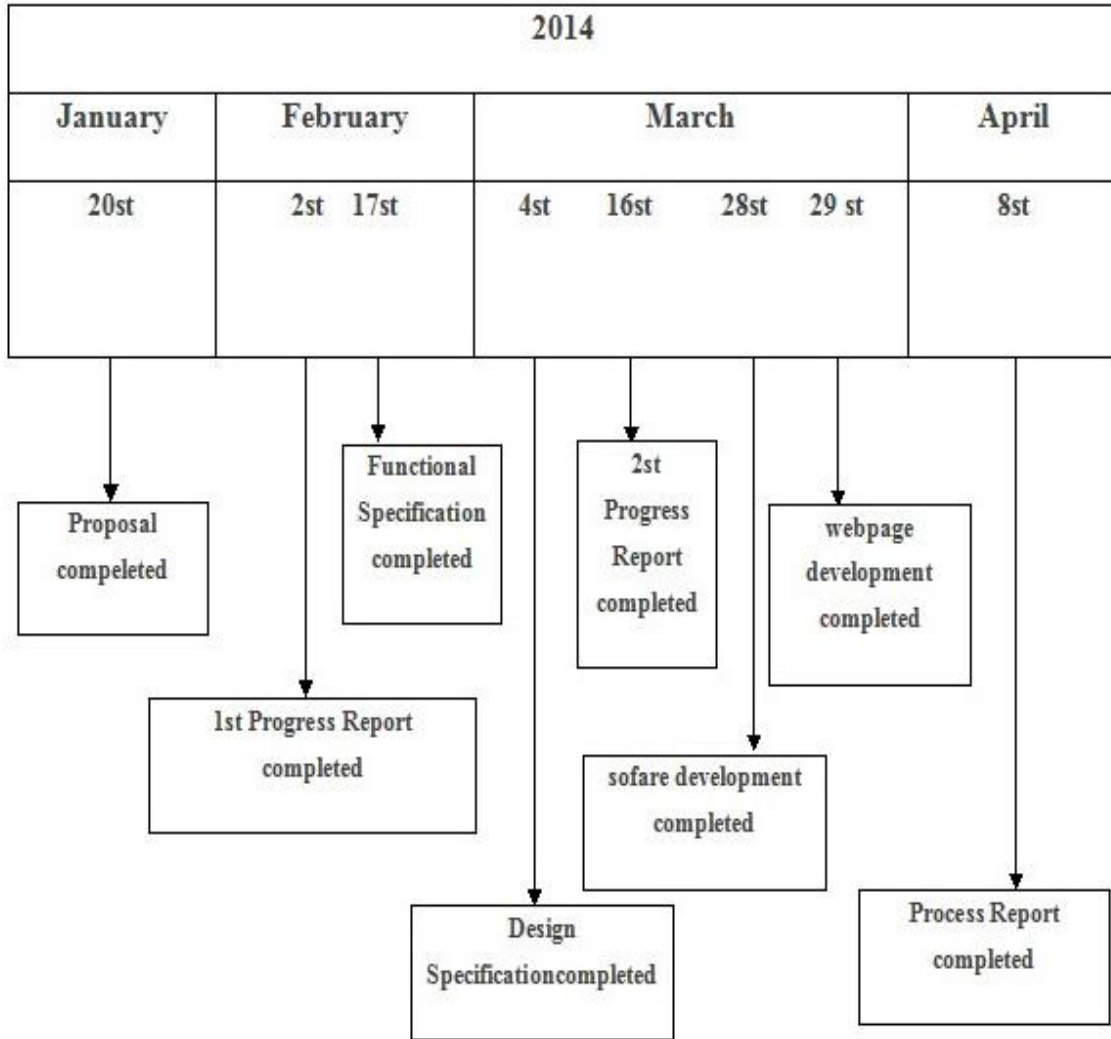 2014
January February March April
20st 2st 17st 4st 16st 28st 29 st 8st
Proposal
compeleted
1st Progress Report
completed
Functional
Specification
completed
Design
Specificationcompleted
2st
Progress
Report
completed
sofare development
completed
webpage
development
completed
Process Report
completed